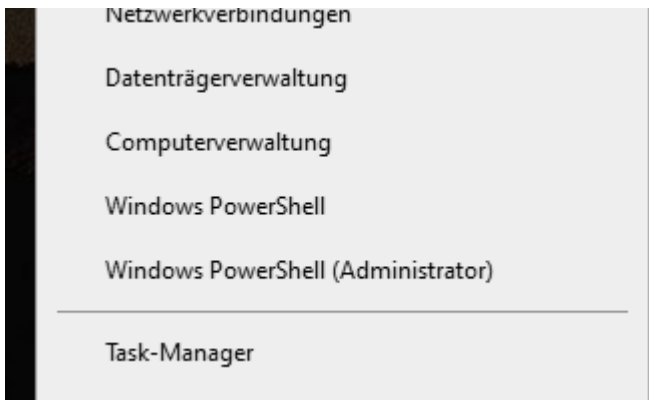 Netzwerkverbindungen
Datenträgerverwaltung
Computerverwaltung
Windows PowerShell
Windows PowerShell (Administrator)
Task-Manager